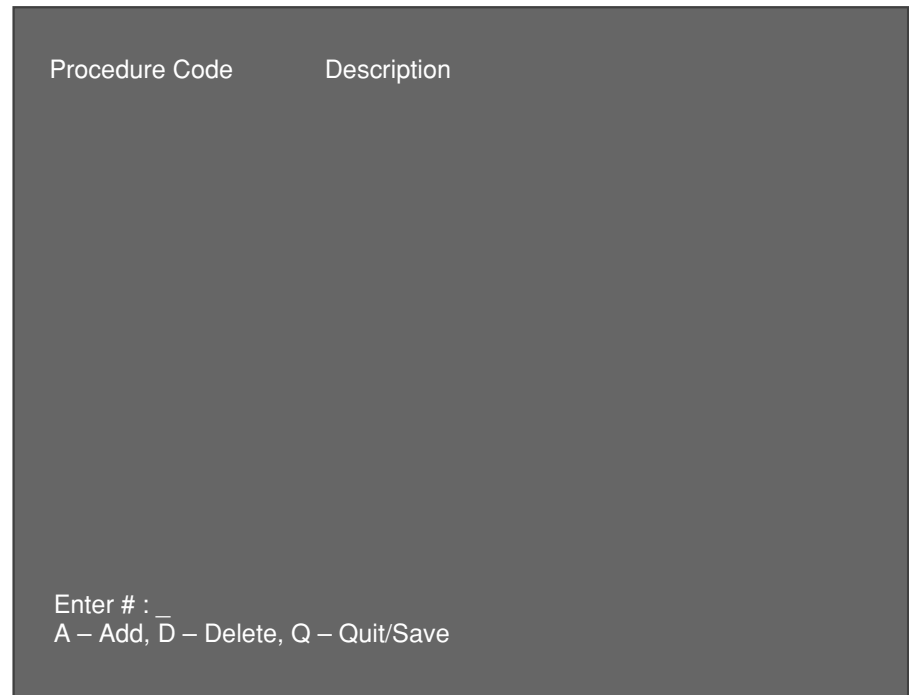 Procedure Code Description
Enter # : _
A – Add, D – Delete, Q – Quit/Save